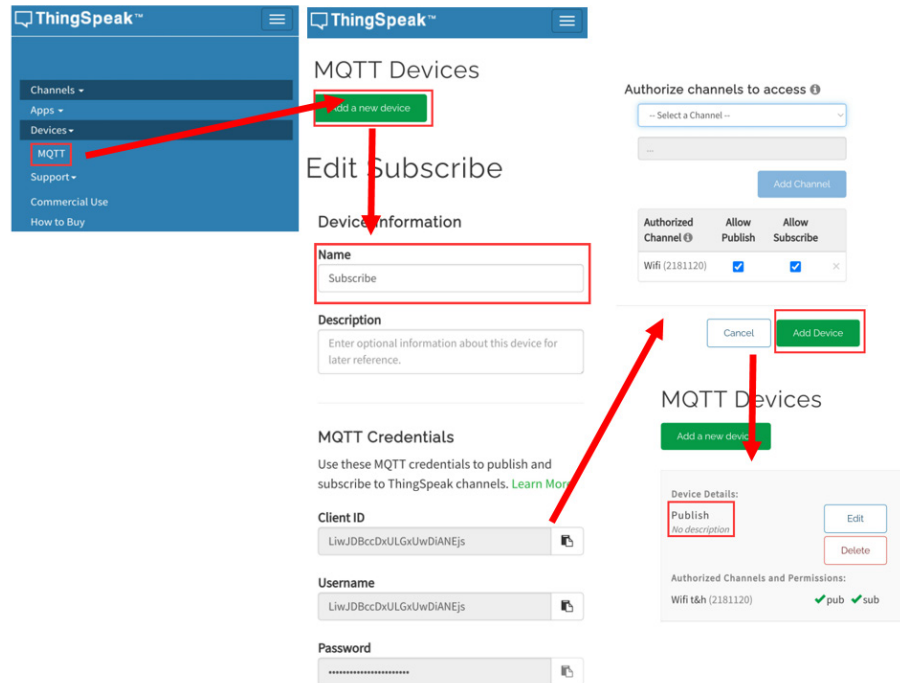 ThingSpeak™
Channels
Apps
Devices
MQTT
Support
Commercial Use
How to Buy
ThingSpeak™
MQTT Devices
Add a new device
Edit Subscribe
Device Information
Name
Subscribe
Description
Enter optional information about this device for
later reference.
MQTT Credentials
Use these MQTT credentials to publish and
subscribe to ThingSpeak channels. Learn More
Client ID
LiwJDBccDxULGxUwDiANEjs
Username
LiwJDBccDxULGxUwDiANEjs
Password
Authorize channels to access
-- Select a Channel --
...
Add Channel
Authorized Channel Allow Publish Allow Subscribe
Wifi (2181120)
Cancel Add Device
MQTT Devices
Add a new device
Device Details:
Publish
No description
Edit
Delete
Authorized Channels and Permissions:
Wifi t&h (2181120) pub sub